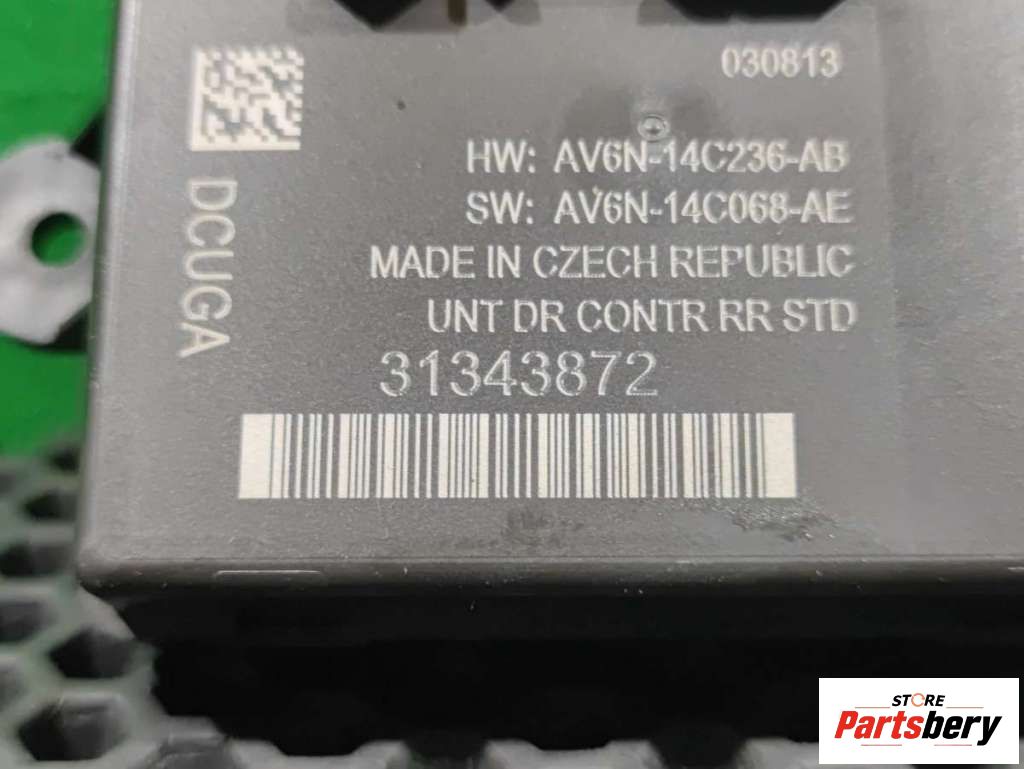 030813
HW: AV6N-14C236-AB
SW: AV6N-14C068-AE
MADE IN CZECH REPUBLIC
UNT DR CONTR RR STD
31343872
DCUGA
STORE
Partsbery